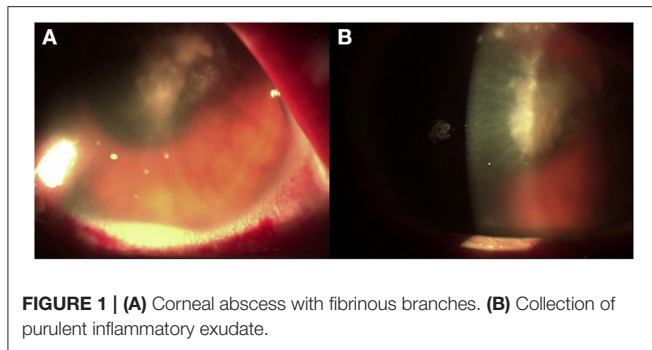 A
B
FIGURE 1 | (A) Corneal abscess with fibrinous branches. (B) Collection of
purulent inflammatory exudate.